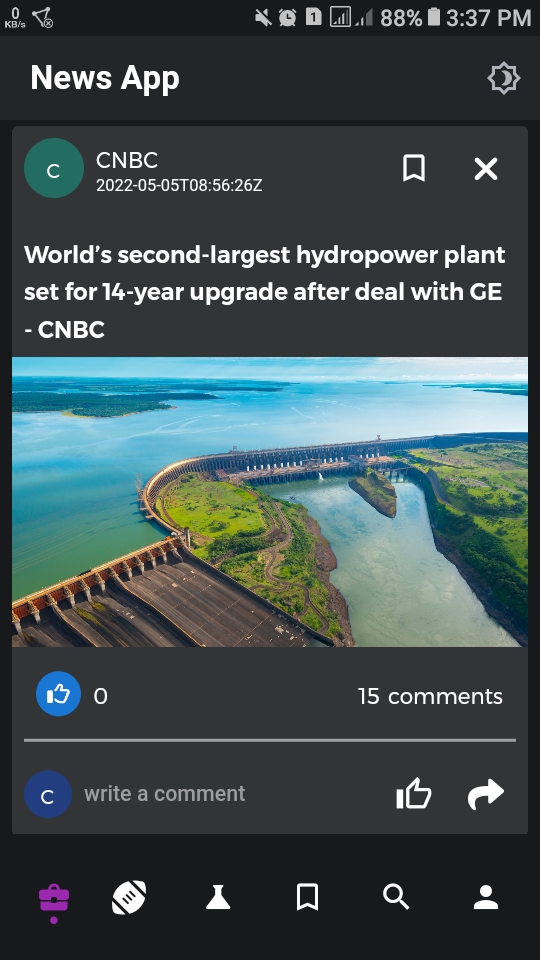 0
KB/s
1
88%
3:37 PM
News App
C
CNBC
2022-05-05T08:56:26Z
World’s second-largest hydropower plant
set for 14-year upgrade after deal with GE
- CNBC
0
15 comments
C
write a comment